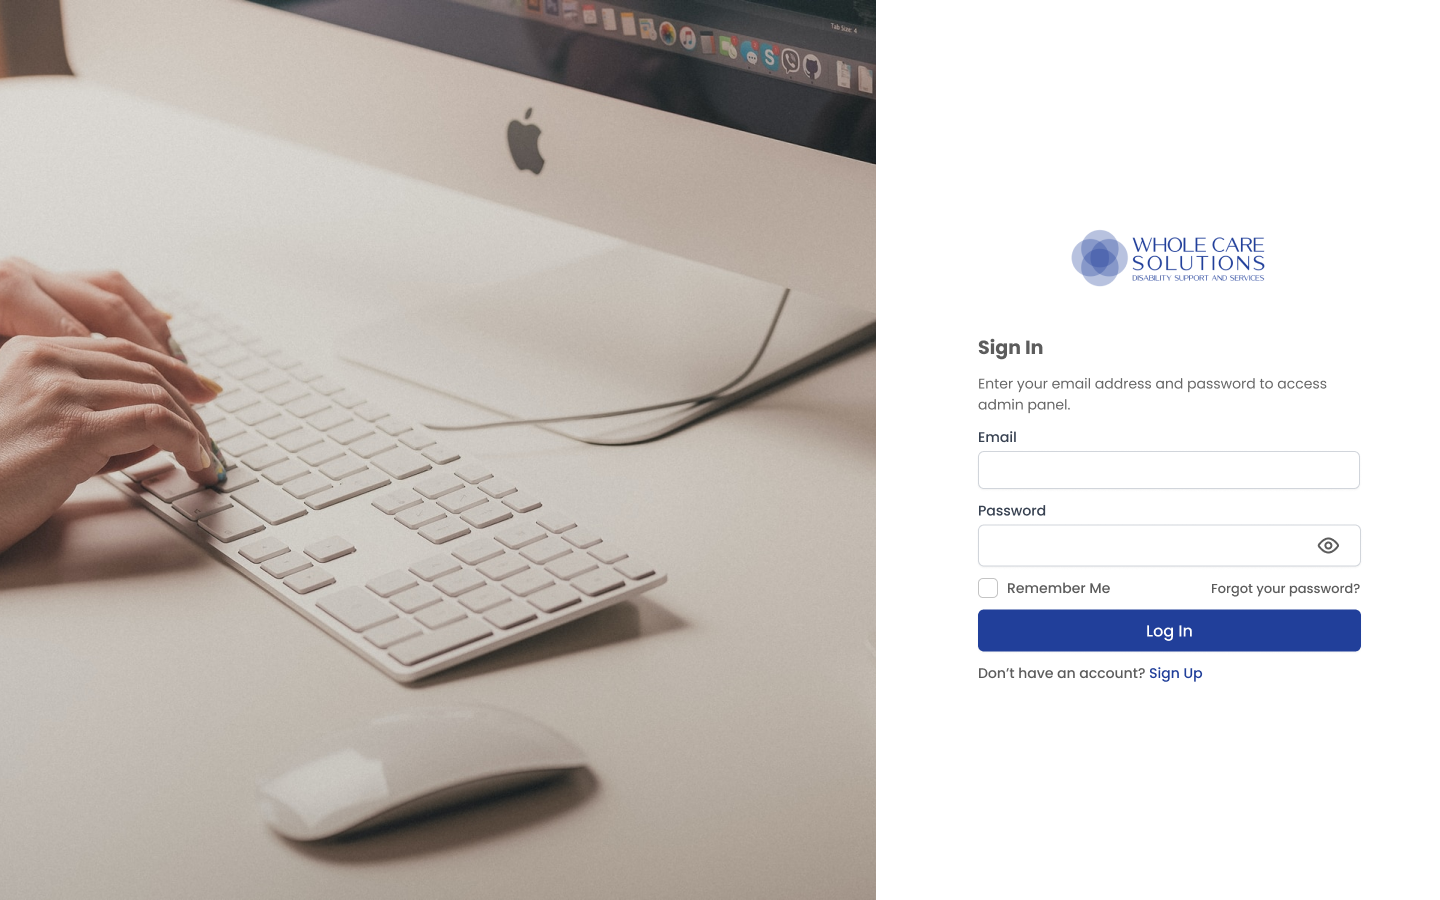 Tab Size: 4
WHOLE CARE
SOLUTIONS
DISABILITY SUPPORT AND SERVICES
Sign In
Enter your email address and password to access
admin panel.
Email
Password
Remember Me
Forgot your password?
Log In
Don't have an account? Sign Up